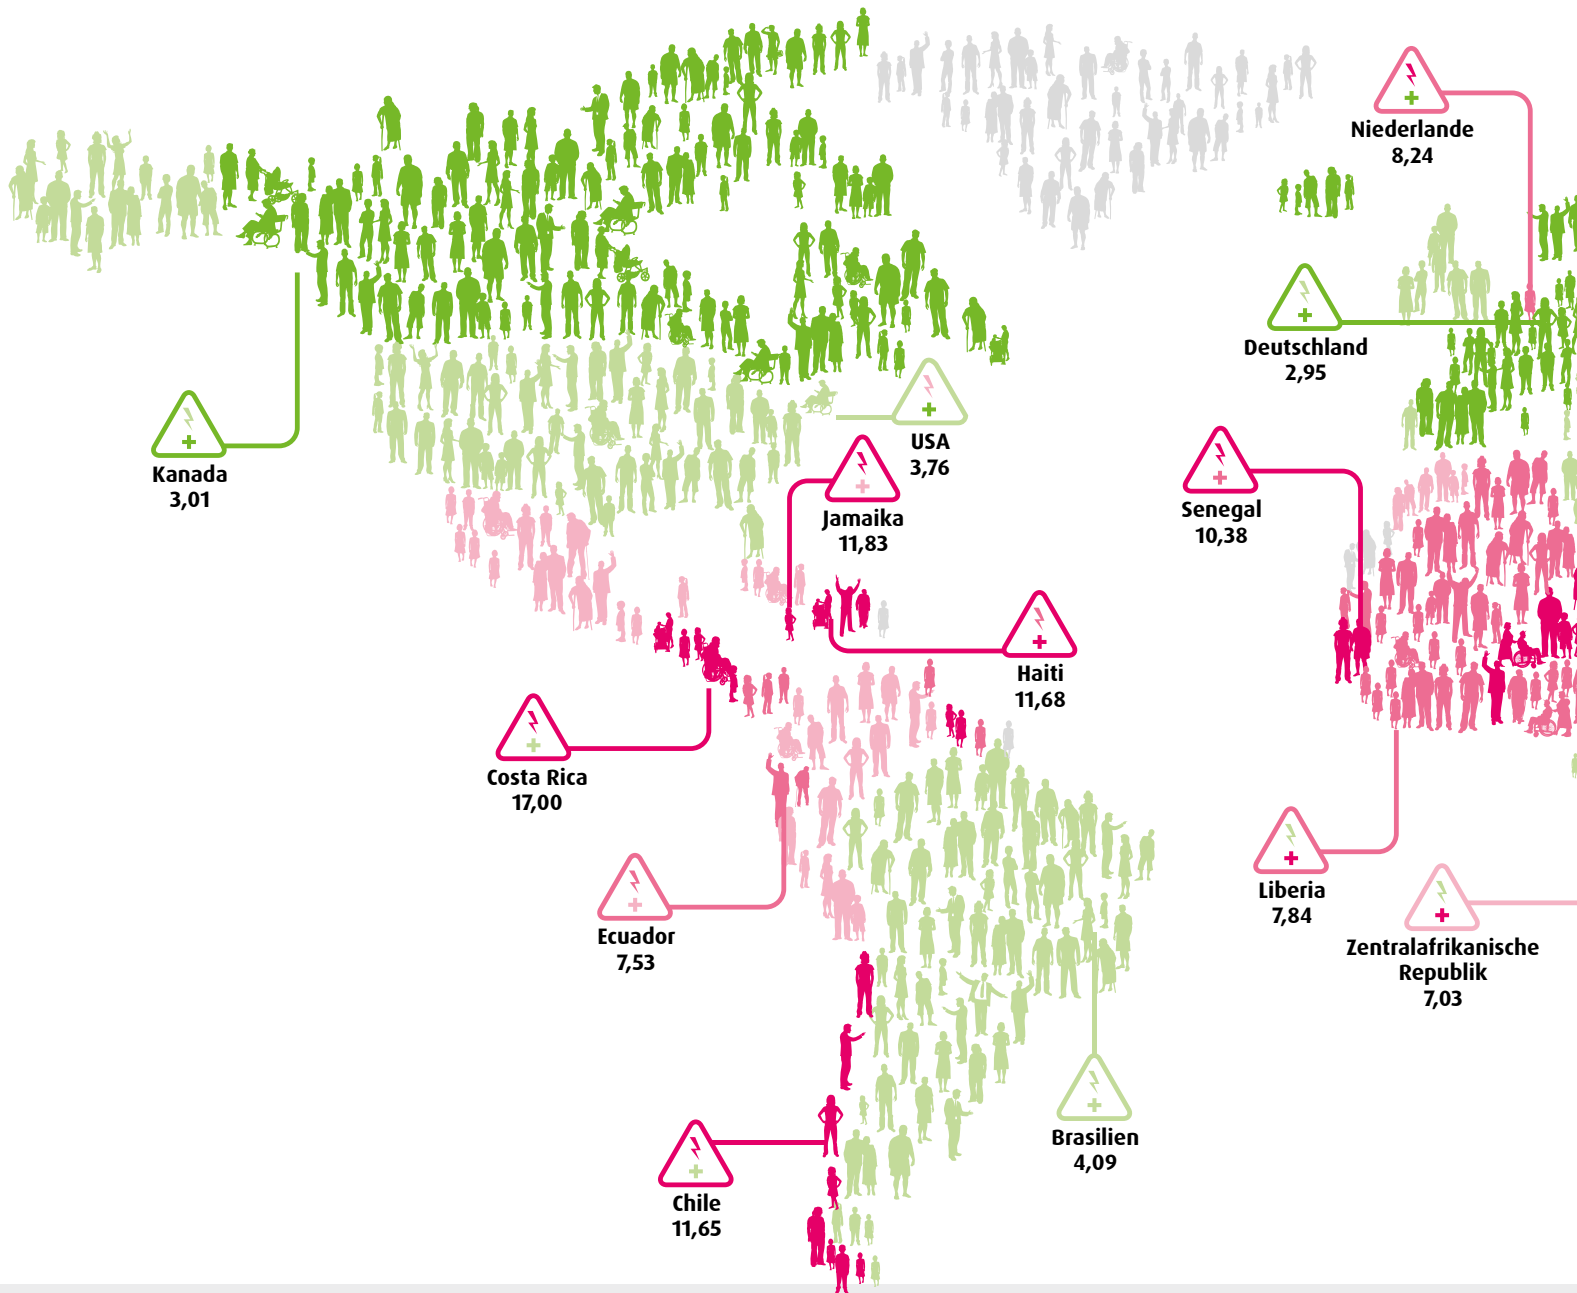 Niederlande
8,24
Deutschland
2,95
USA
3,76
Kanada
3,01
Jamaika
11,83
Senegal
10,38
Haiti
11,68
Costa Rica
17,00
Liberia
7,84
Ecuador
7,53
Zentralafrikanische
Republik
7,03
Brasilien
4,09
Chile
11,65